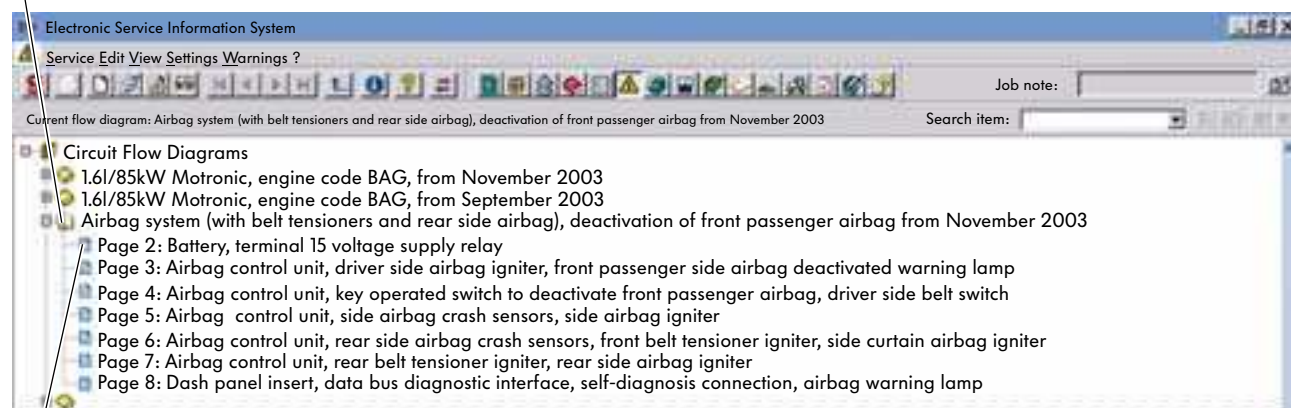 Electronic Service Information System
Service Edit View Settings Warnings ?
Job note:
Current flow diagram: Airbag system (with belt tensioners and rear side airbag), deactivation of front passenger airbag from November 2003 Search item:
Circuit Flow Diagrams
1.6l/85kW Motronic, engine code BAG, from November 2003
1.6l/85kW Motronic, engine code BAG, from September 2003
Airbag system (with belt tensioners and rear side airbag), deactivation of front passenger airbag from November 2003
Page 2: Battery, terminal 15 voltage supply relay
Page 3: Airbag control unit, driver side airbag igniter, front passenger side airbag deactivated warning lamp
Page 4: Airbag control unit, key operated switch to deactivate front passenger airbag, driver side belt switch
Page 5: Airbag control unit, side airbag crash sensors, side airbag igniter
Page 6: Airbag control unit, rear side airbag crash sensors, front belt tensioner igniter, side curtain airbag igniter
Page 7: Airbag control unit, rear belt tensioner igniter, rear side airbag igniter
Page 8: Dash panel insert, data bus diagnostic interface, self-diagnosis connection, airbag warning lamp